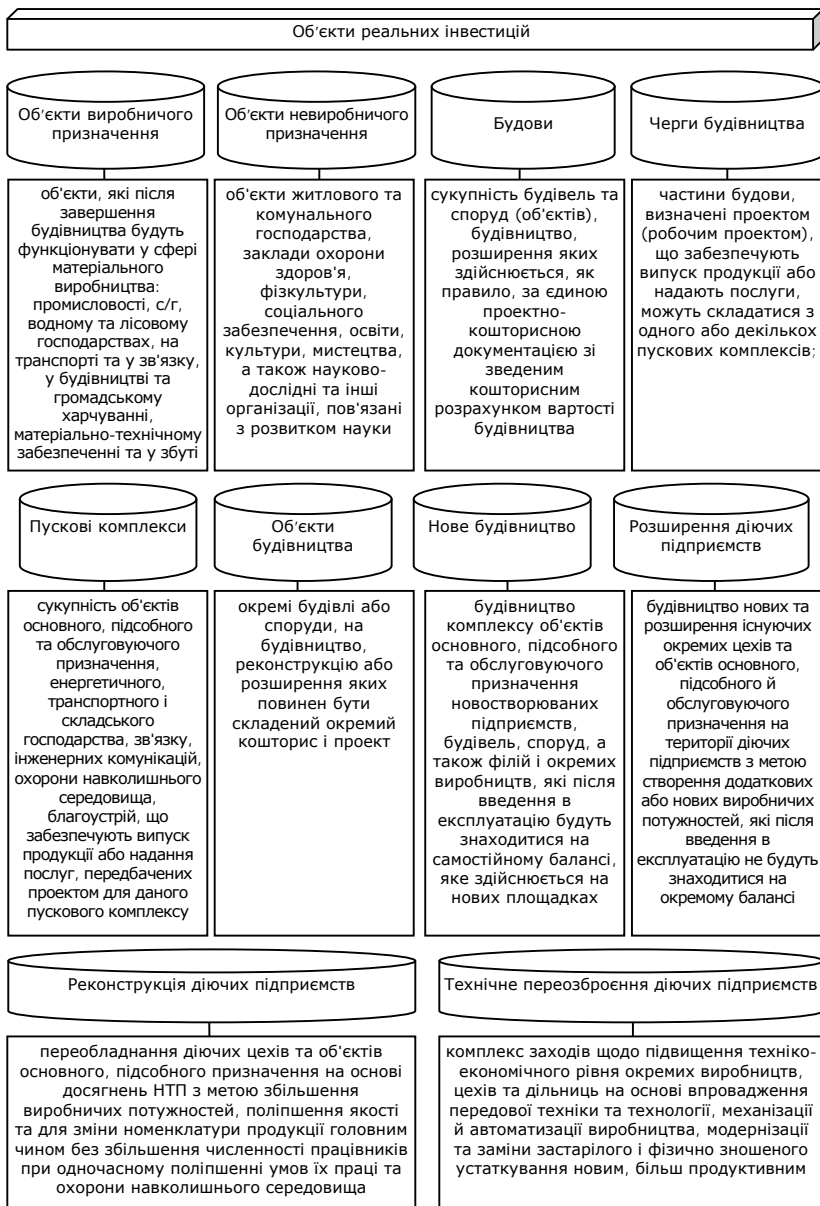 Об'єкти реальних інвестицій
Об'єкти виробничого
призначення
об'єкти, які після
завершення
будівництва будуть
функціонувати у сфері
матеріального
виробництва:
промисловості, с/г,
водному та лісовому
господарствах, на
транспорті та у зв'язку,
у будівництві та
громадському
харчуванні,
матеріально-технічному
забезпеченні та у збуті
Об'єкти невиробничого
призначення
об'єкти житлового та
комунального
господарства,
заклади охорони
здоров'я,
фізкультури,
соціального
забезпечення, освіти,
культури, мистецтва,
а також науково-
дослідні та інші
організації, пов'язані
з розвитком науки
Будови
сукупність будівель та
споруд (об'єктів),
будівництво,
розширення яких
здійснюється, як
правило, за єдиною
проектно-
кошторисною
документацією зі
зведеним
кошторисним
розрахунком вартості
будівництва
Черги будівництва
частини будови,
визначені проектом
(робочим проектом),
що забезпечують
випуск продукції або
надають послуги,
можуть складатися з
одного або декількох
пускових комплексів;
Пускові комплекси
сукупність об'єктів
основного, підсобного
та обслуговуючого
призначення,
енергетичного,
транспортного і
складського
господарства, зв'язку,
інженерних комунікацій,
охорони навколишнього
середовища,
благоустрій, що
забезпечують випуск
продукції або надання
послуг, передбачених
проектом для даного
пускового комплексу
Об'єкти
будівництва
окремі будівлі або
споруди, на
будівництво,
реконструкцію або
розширення яких
повинен бути
складений окремий
кошторис і проект
Нове будівництво
будівництво
комплексу об'єктів
основного, підсобного
та обслуговуючого
призначення
новостворюваних
підприємств,
будівель, споруд, а
також філій і окремих
виробництв, які після
введення в
експлуатацію будуть
знаходитися на
самостійному балансі,
яке здійснюється на
нових площадках
Розширення діючих
підприємств
будівництво нових та
розширення існуючих
окремих цехів та
об'єктів основного,
підсобного й
обслуговуючого
призначення на
території діючих
підприємств з метою
створення додаткових
або нових виробничих
потужностей, які після
введення в
експлуатацію не будуть
знаходитися на
окремому балансі
Реконструкція діючих підприємств
переобладнання діючих цехів та об'єктів
основного, підсобного призначення на основі
досягнень НТП з метою збільшення
виробничих потужностей, поліпшення якості
та для зміни номенклатури продукції головним
чином без збільшення численності працівників
при одночасному поліпшенні умов їх праці та
охорони навколишнього середовища
Технічне переозброєння діючих підприємств
комплекс заходів щодо підвищення техніко-
економічного рівня окремих виробництв,
цехів та дільниць на основі впровадження
передової техніки та технології, механізації
й автоматизації виробництва, модернізації
та заміни застарілого і фізично зношеного
устаткування новим, більш продуктивним